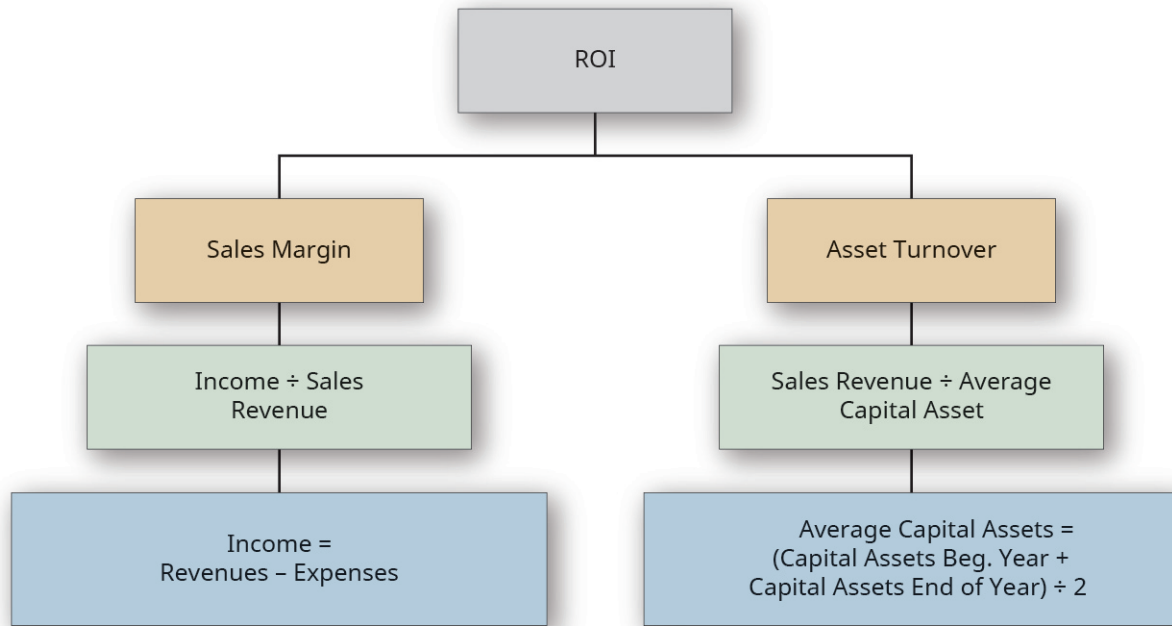 ROI
Sales Margin
Asset Turnover
Income ÷ Sales
Revenue
Sales Revenue ÷ Average
Capital Asset
Income =
Revenues – Expenses
Average Capital Assets =
(Capital Assets Beg. Year +
Capital Assets End of Year) ÷ 2